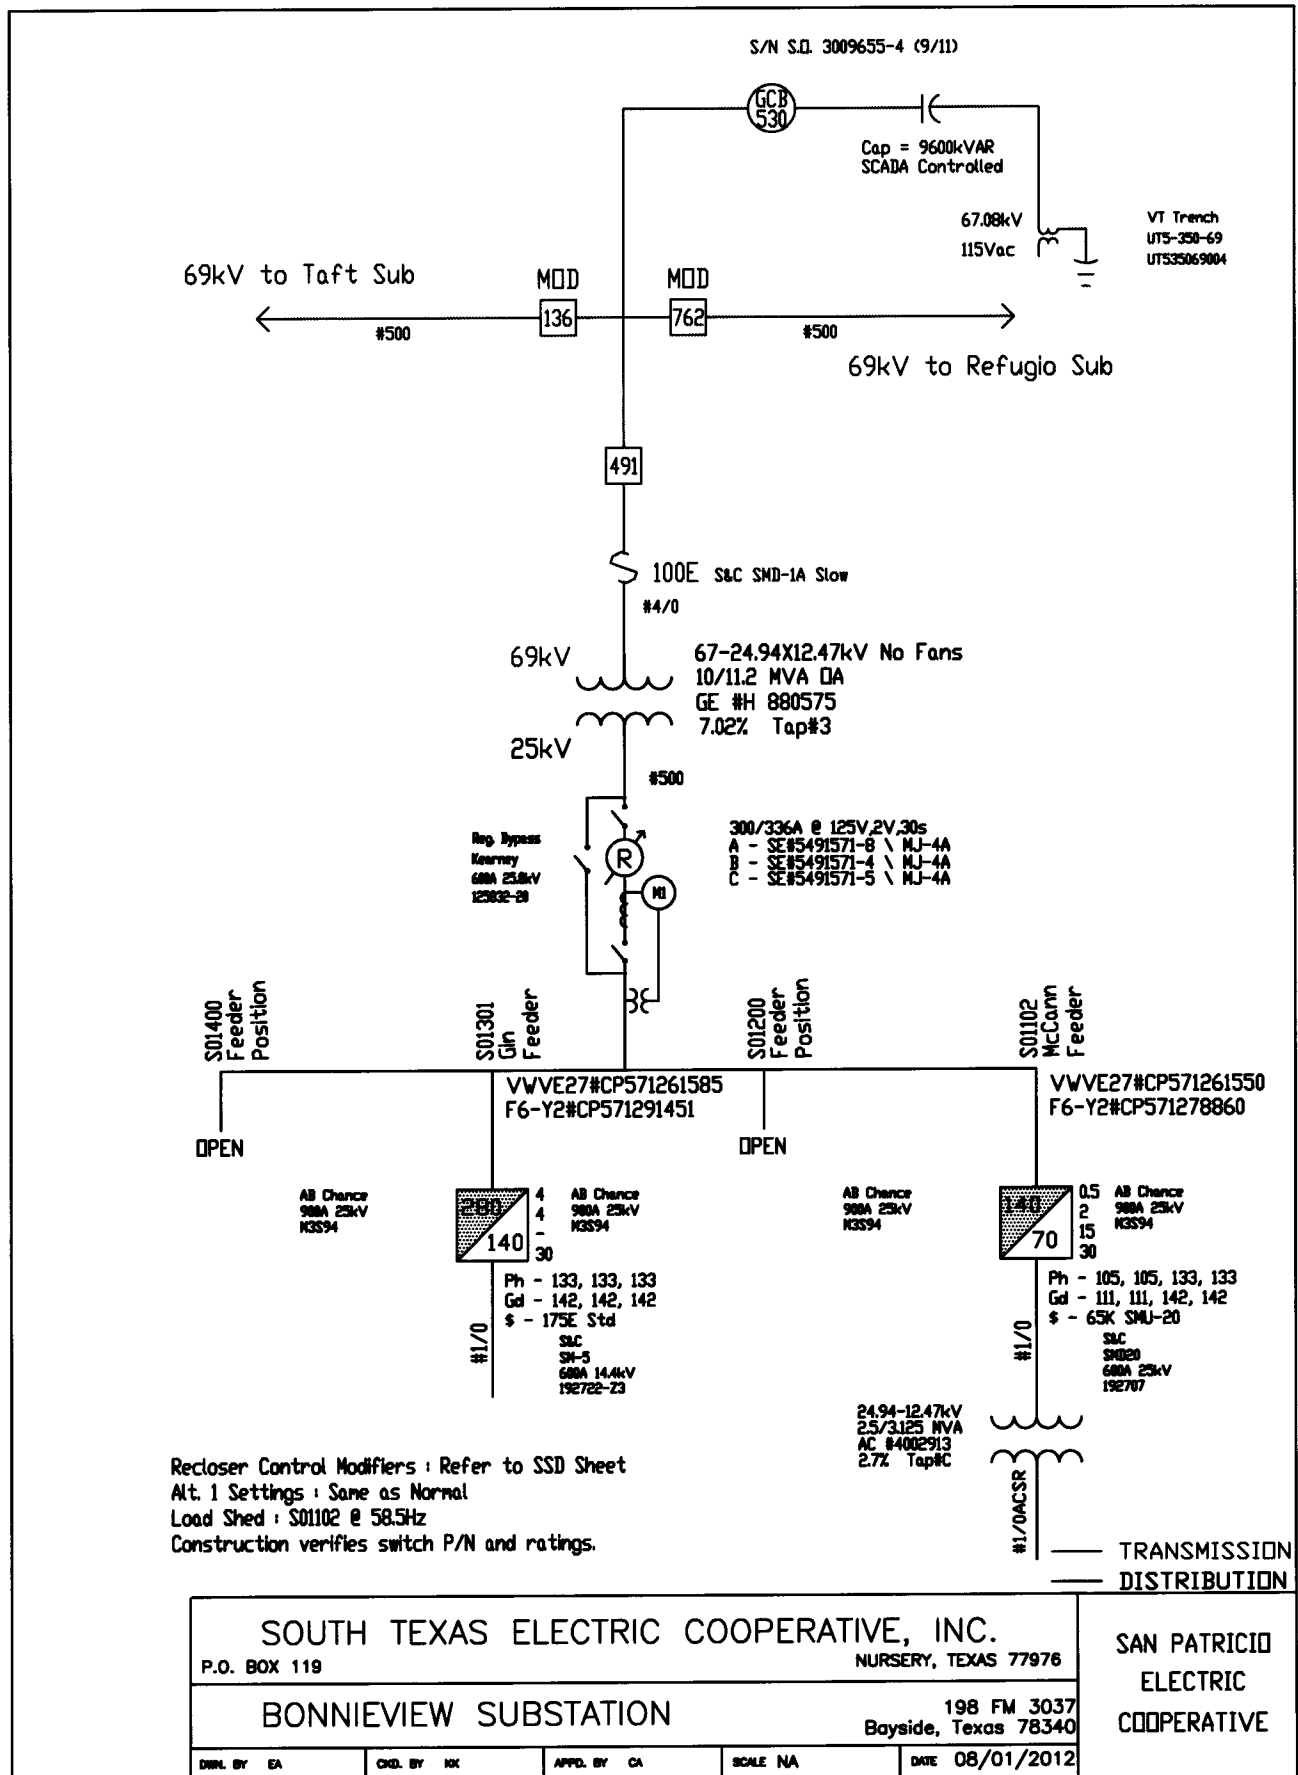 S/N S.O. 3009655-4 (9/11)
GCB
530
Cap = 9600kVAR
SCADA Controlled
67.08kV
115Vac
VT Trench
UT5-350-69
UT535069004
69kV to Taft Sub
MOD
MOD
136
762
#500
#500
69kV to Refugio Sub
491
100E S&C SMD-1A Slow
#4/0
69kV
67-24.94X12.47kV No Fans
10/11.2 MVA OA
GE #H 880575
7.02% Tap#3
25kV
#500
Reg. Bypass
Kearney
600A 25.8kV
125832-20
R
M1
300/336A @ 125V,2V,30s
A - SE#5491571-8 \ MJ-4A
B - SE#5491571-4 \ MJ-4A
C - SE#5491571-5 \ MJ-4A
S01400
Feeder
Position
S01301
Gin
Feeder
S01200
Feeder
Position
S01102
McCann
Feeder
VWVE27#CP571261585
F6-Y2#CP571291451
VWVE27#CP571261550
F6-Y2#CP571278860
OPEN
OPEN
AB Chance
900A 25kV
M3S94
280
140
4
4
-
30
AB Chance
900A 25kV
M3S94
AB Chance
900A 25kV
M3S94
140
70
0.5
2
15
30
AB Chance
900A 25kV
M3S94
Ph - 133, 133, 133
Gd - 142, 142, 142
$ - 175E Std
S&C
SM-5
600A 14.4kV
192722-Z3
#1/0
Ph - 105, 105, 133, 133
Gd - 111, 111, 142, 142
$ - 65K SMU-20
S&C
SMD20
600A 25kV
192707
#1/0
24.94-12.47kV
2.5/3.125 MVA
AC #4002913
2.7% Tap#C
#1/0ACSR
Recloser Control Modifiers : Refer to SSD Sheet
Alt. 1 Settings : Same as Normal
Load Shed : S01102 @ 58.5Hz
Construction verifies switch P/N and ratings.
TRANSMISSION
DISTRIBUTION
SOUTH TEXAS ELECTRIC COOPERATIVE, INC.
P.O. BOX 119
NURSERY, TEXAS 77976
BONNIEVIEW SUBSTATION
198 FM 3037
Bayside, Texas 78340
SAN PATRICIO
ELECTRIC
COOPERATIVE
DWN. BY EA
CKD. BY KK
APPD. BY CA
SCALE NA
DATE 08/01/2012